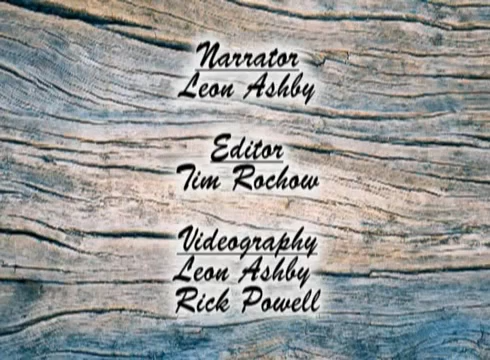 Narrator
Leon Ashby
Editor
Tim Rochow
Videography
Leon Ashby
Rick Powell